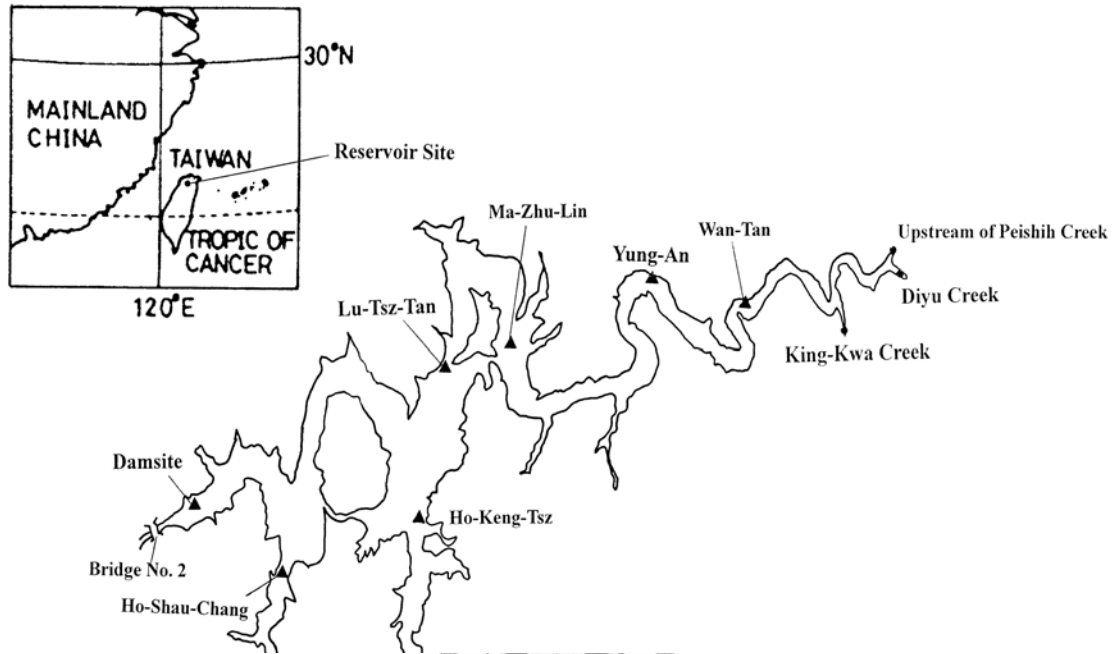 30°N
MAINLAND
CHINA
TAIWAN
Reservoir Site
TROPIC OF
CANCER
120°E
Ma-Zhu-Lin
Yung-An
Wan-Tan
Upstream of Peishih Creek
Diyu Creek
King-Kwa Creek
Lu-Tsz-Tan
Damsite
Ho-Keng-Tsz
Bridge No. 2
Ho-Shau-Chang